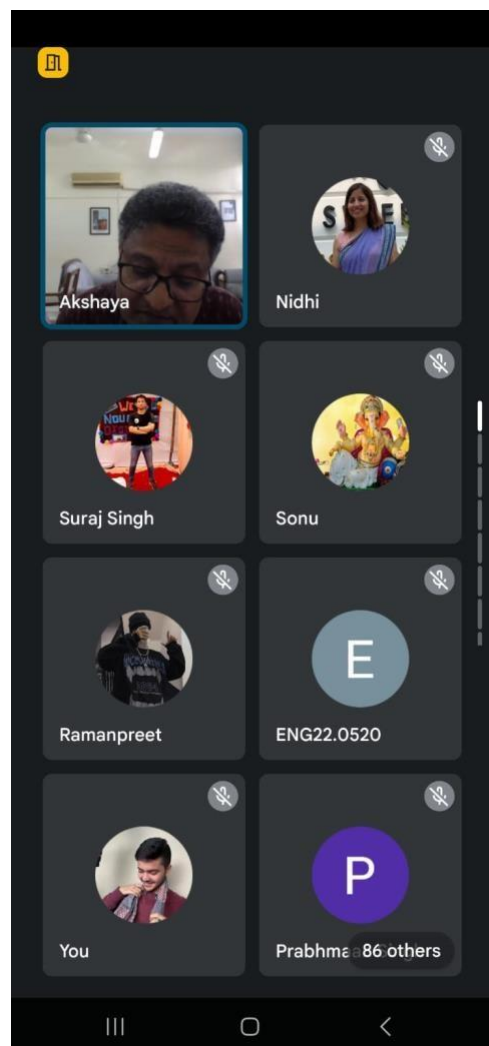 Akshaya
Nidhi
Suraj Singh
Sonu
Ramanpreet
E
ENG22.0520
You
P
86 others